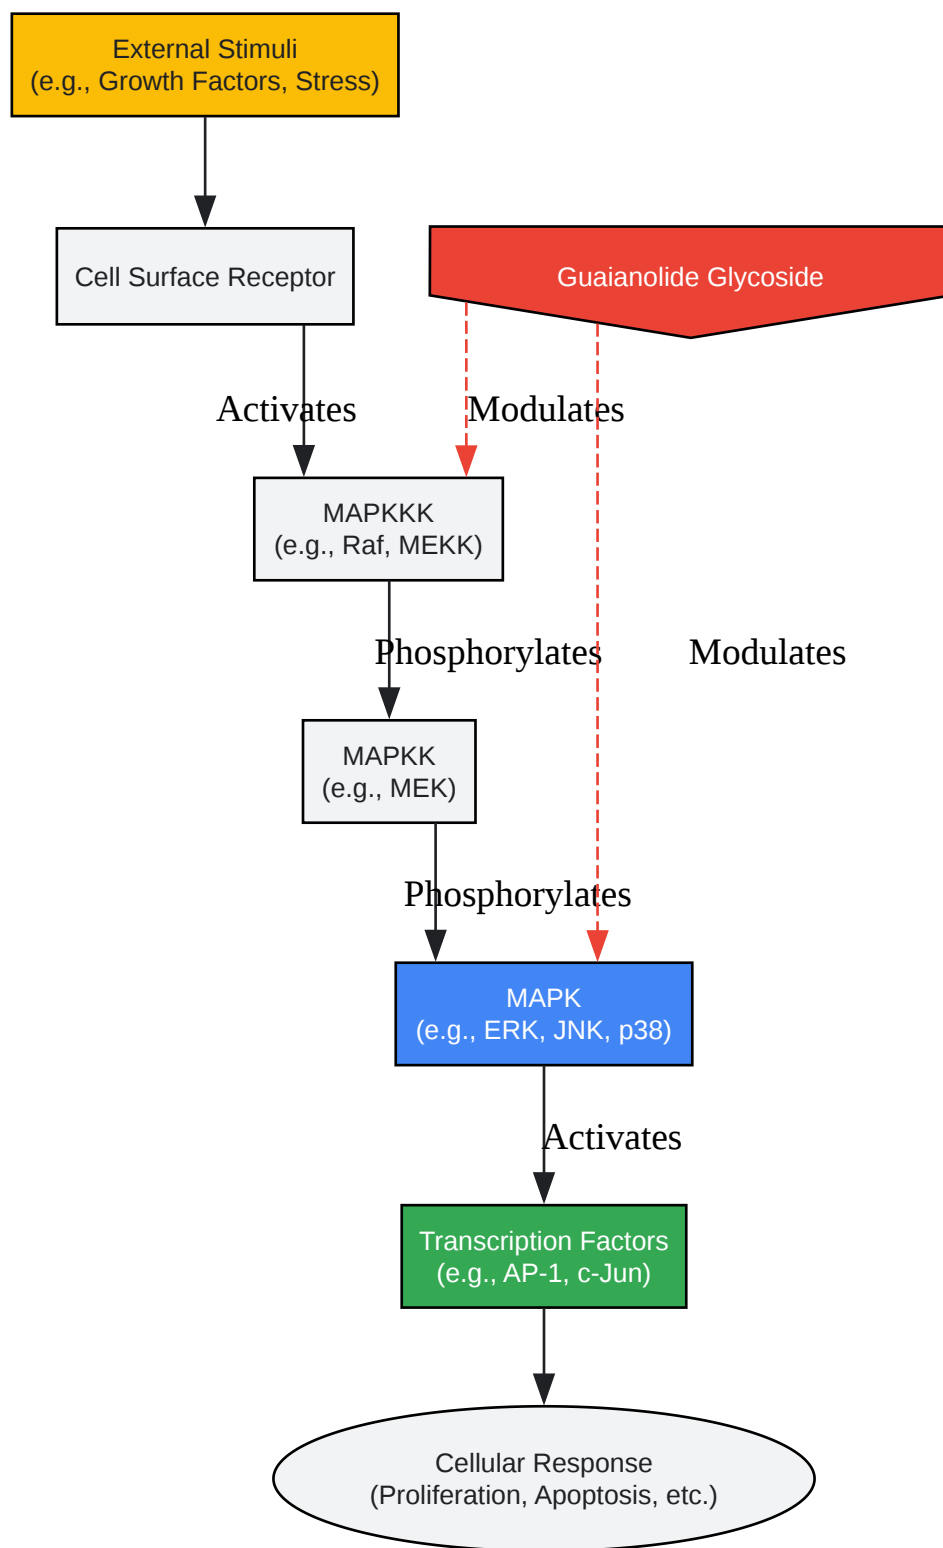 External Stimuli
(e.g., Growth Factors, Stress)
Cell Surface Receptor
Guaianolide Glycoside
Activates
Modulates
MAPKKK
(e.g., Raf, MEKK)
Phosphorylates
Modulates
MAPKK
(e.g., MEK)
Phosphorylates
MAPK
(e.g., ERK, JNK, p38)
Activates
Transcription Factors
(e.g., AP-1, c-Jun)
Cellular Response
(Proliferation, Apoptosis, etc.)